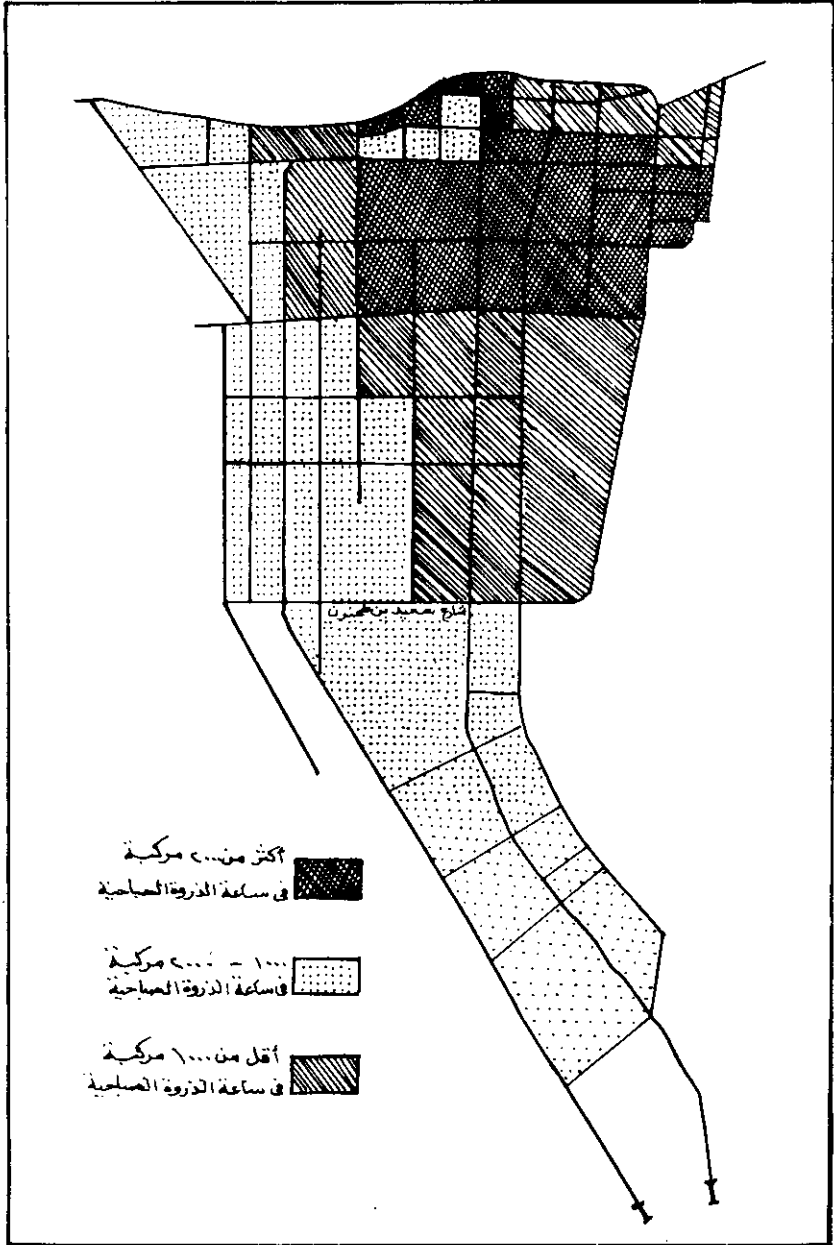 شارع سعيد بن طحنون
أكثر من ٢٠٠٠ مركبة
في ساعة الذروة الصباحية
١٠٠٠ - ٢٠٠٠ مركبة
في ساعة الذروة الصباحية
أقل من ١٠٠٠ مركبة
في ساعة الذروة الصباحية